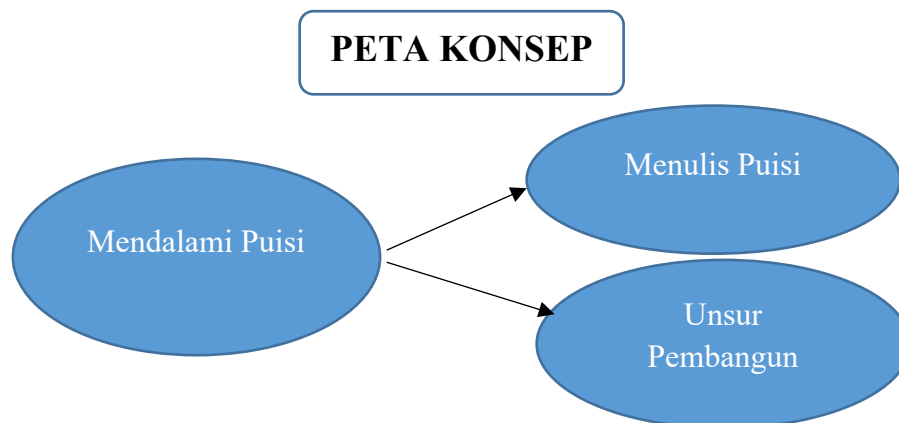 PETA KONSEP
Mendalami Puisi
Menulis Puisi
Unsur
Pembangun